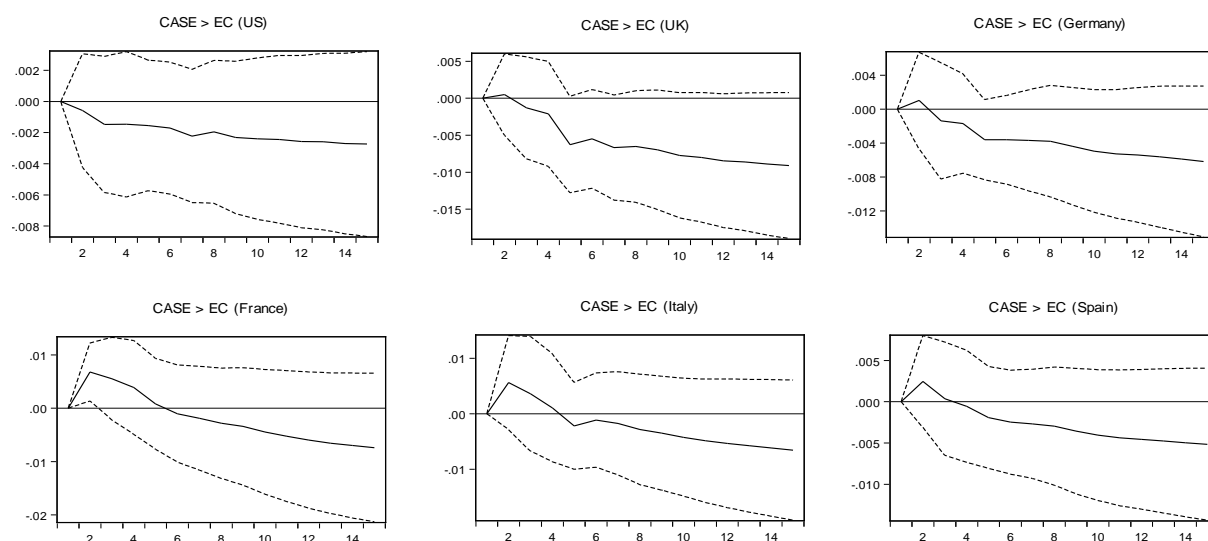 CASE > EC (US)
CASE > EC (UK)
CASE > EC (Germany)
.002
.000
-.002
-.004
-.006
-.008
2 4 6 8 10 12 14
.005
.000
-.005
-.010
-.015
2 4 6 8 10 12 14
.004
.000
-.004
-.008
-.012
2 4 6 8 10 12 14
CASE > EC (France)
CASE > EC (Italy)
CASE > EC (Spain)
.01
.00
-.01
-.02
2 4 6 8 10 12 14
.01
.00
-.01
2 4 6 8 10 12 14
.005
.000
-.005
-.010
2 4 6 8 10 12 14